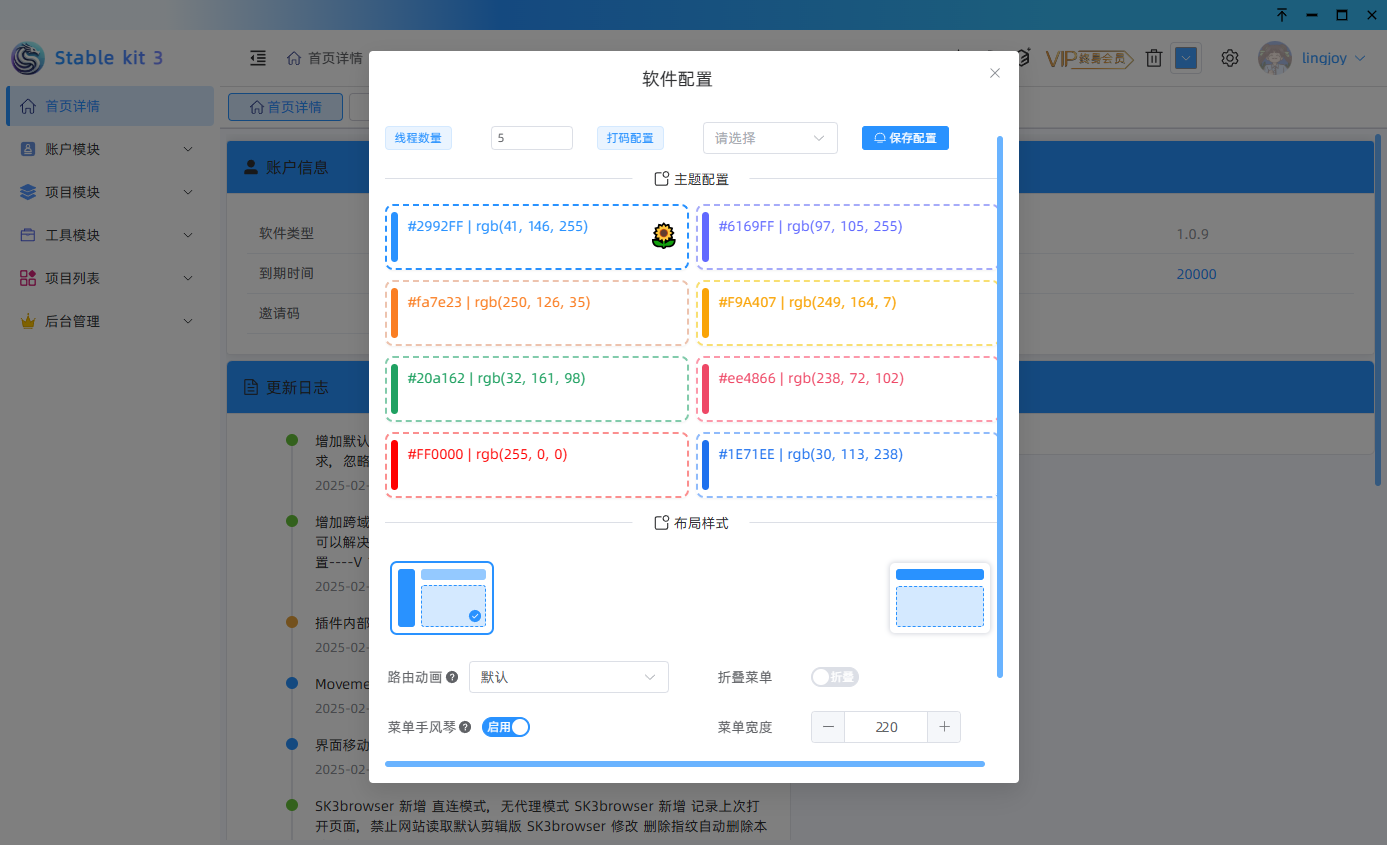 Stable kit 3
首页详情
VIP终身会员
lingjoy
首页详情
账户模块
项目模块
工具模块
项目列表
后台管理
首页详情
账户信息
软件类型
1.0.9
到期时间
20000
邀请码
更新日志
增加默认
求，忽略
2025-02-
增加跨域
可以解决
置----V
2025-02-
插件内部
2025-02-
Moveme
2025-02-
界面移动
2025-02-
SK3browser 新增 直连模式，无代理模式 SK3browser 新增 记录上次打
开页面，禁止网站读取默认剪辑版 SK3browser 修改 删除指纹自动删除本
软件配置
线程数量
5
打码配置
请选择
保存配置
主题配置
#2992FF | rgb(41, 146, 255)
#6169FF | rgb(97, 105, 255)
#fa7e23 | rgb(250, 126, 35)
#F9A407 | rgb(249, 164, 7)
#20a162 | rgb(32, 161, 98)
#ee4866 | rgb(238, 72, 102)
#FF0000 | rgb(255, 0, 0)
#1E71EE | rgb(30, 113, 238)
布局样式
路由动画
默认
折叠菜单
折叠
菜单手风琴
启用
菜单宽度
220